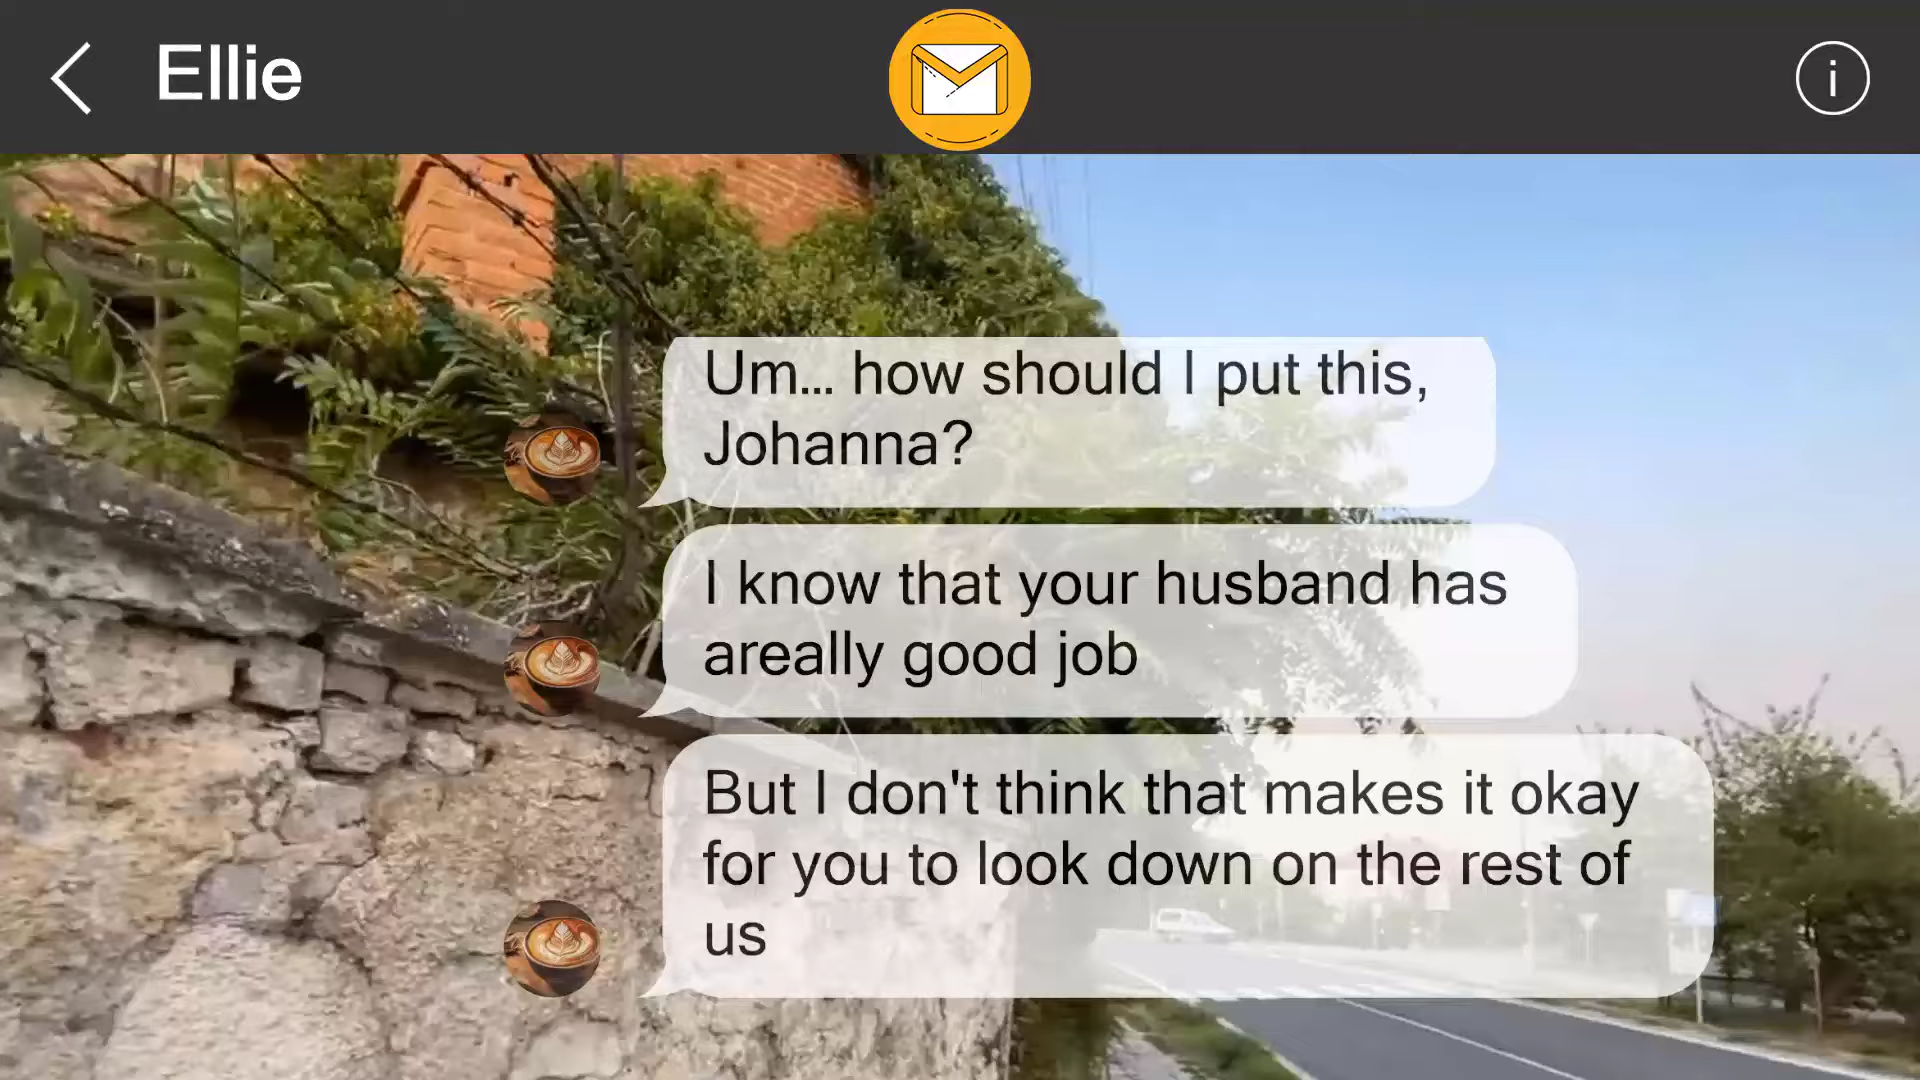 Ellie
i
Um... how should I put this,
Johanna?
I know that your husband has
areally good job
But I don't think that makes it okay
for you to look down on the rest of
us